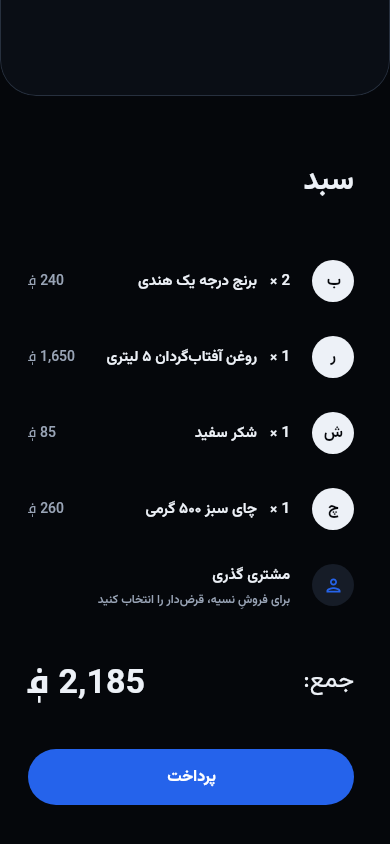 سبد
ب
2 × برنج درجه یک هندی
240 ؋
ر
1 × روغن آفتاب‌گردان ۵ لیتری
1,650 ؋
ش
1 × شکر سفید
85 ؋
چ
1 × چای سبز ۵۰۰ گرمی
260 ؋
مشتری گذری
برای فروشِ نسیه، قرض‌دار را انتخاب کنید
جمع:
2,185 ؋
پرداخت